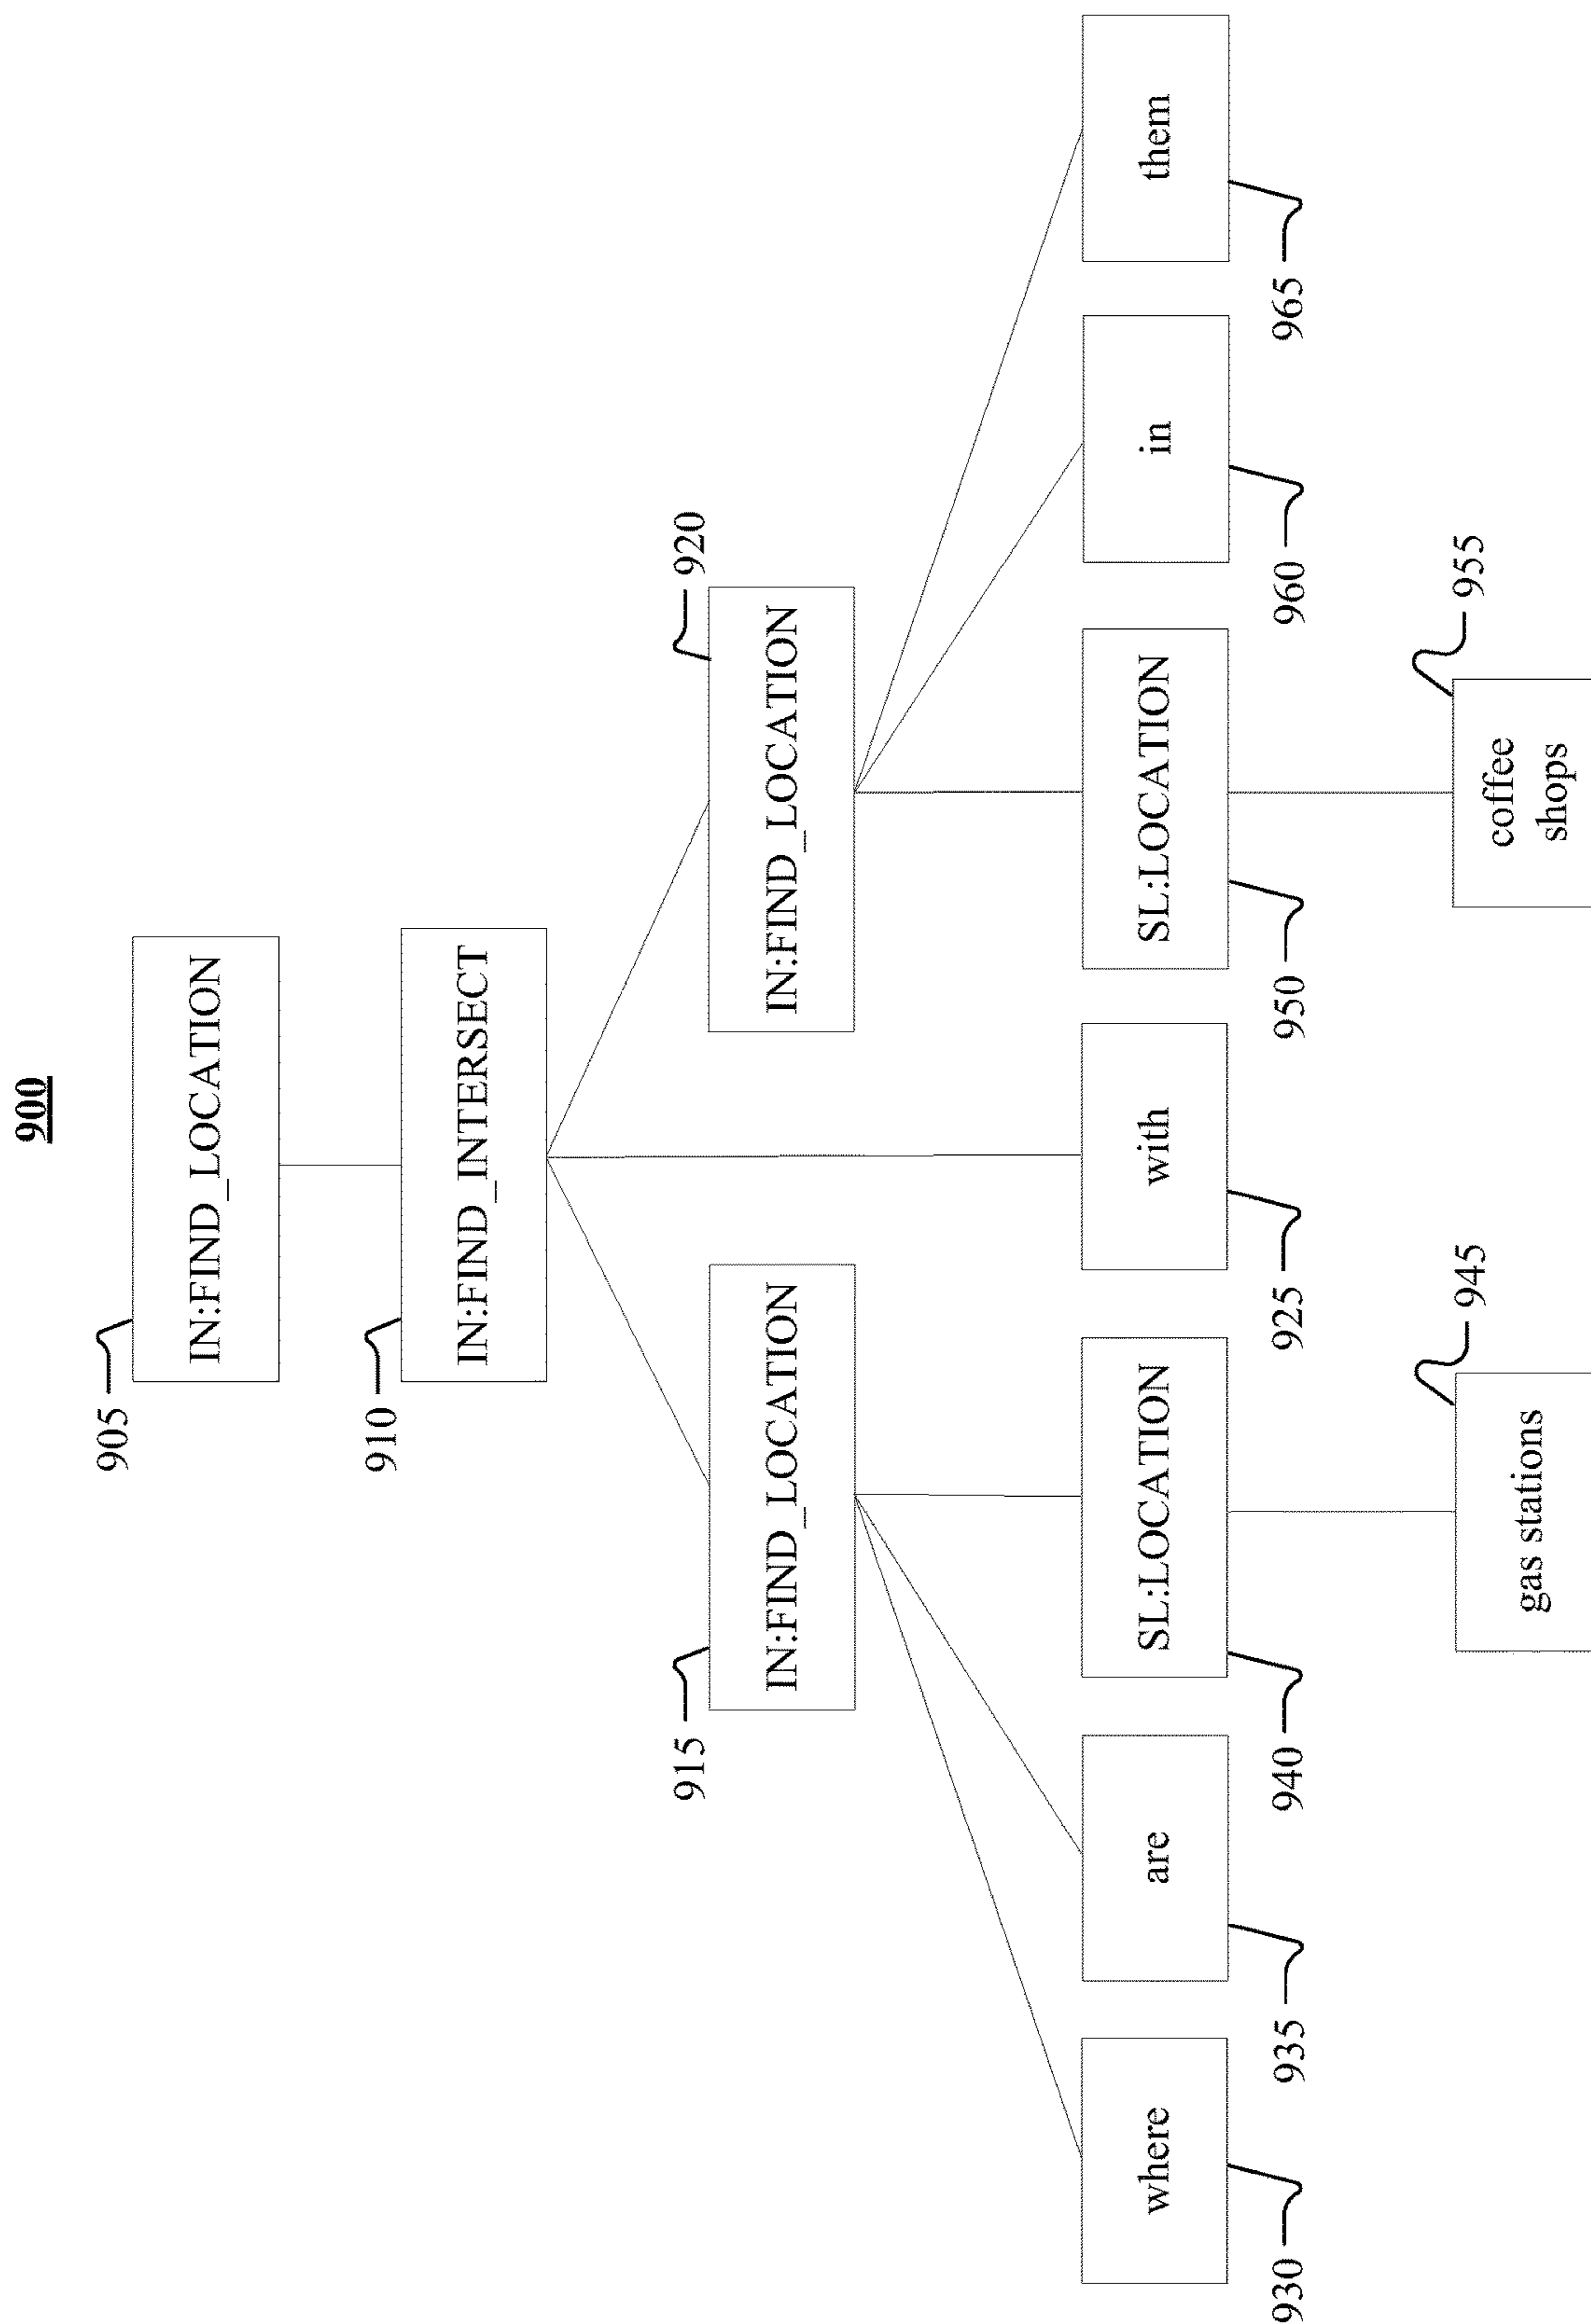 900
905
IN:FIND_LOCATION
910
IN:FIND_INTERSECT
915
IN:FIND_LOCATION
920
IN:FIND_LOCATION
where
are
SL:LOCATION
with
SL:LOCATION
in
them
930
935
940
925
950
960
965
945
gas stations
955
coffee
shops